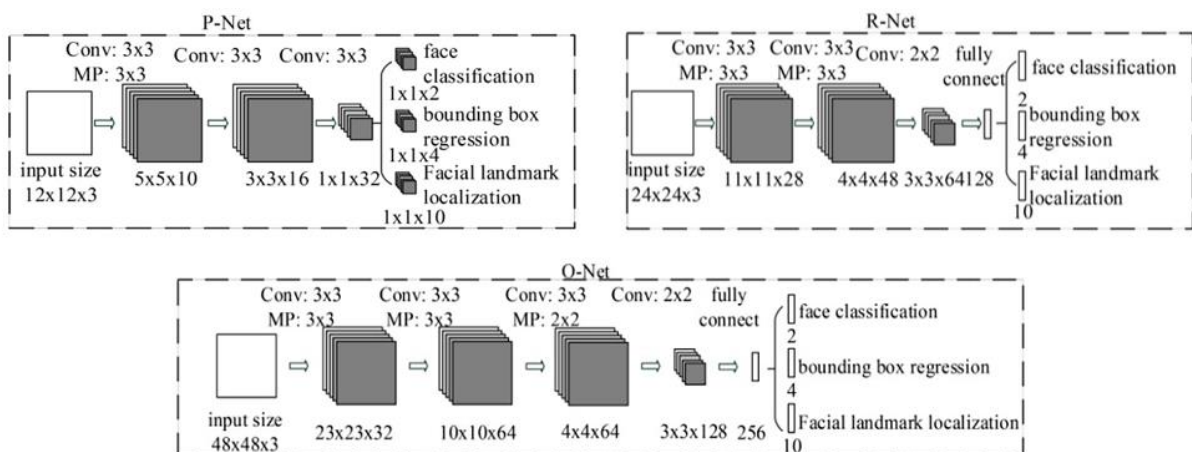 P-Net
Conv: 3x3 Conv: 3x3 Conv: 3x3
MP: 3x3
face
classification
1x1x2
bounding box
regression
1x1x4
Facial landmark
localization
1x1x10
input size
12x12x3
5x5x10 3x3x16 1x1x32
R-Net
Conv: 3x3 Conv: 3x3 Conv: 2x2 fully
connect
MP: 3x3 MP: 3x3
face classification
2
bounding box
regression
4
Facial landmark
localization
10
input size
24x24x3
11x11x28 4x4x48 3x3x64 128
O-Net
Conv: 3x3 Conv: 3x3 Conv: 3x3 Conv: 2x2 fully
connect
MP: 3x3 MP: 3x3 MP: 2x2
face classification
2
bounding box regression
4
Facial landmark localization
10
input size
48x48x3
23x23x32 10x10x64 4x4x64 3x3x128 256